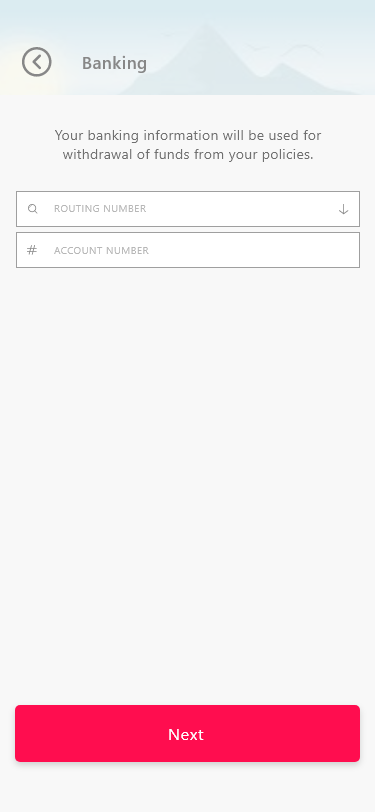 Banking
Your banking information will be used for
withdrawal of funds from your policies.
ROUTING NUMBER
# ACCOUNT NUMBER
Next